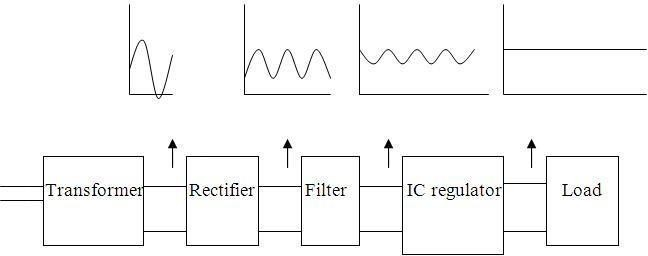 Transformer
Rectifier
Filter
IC regulator
Load